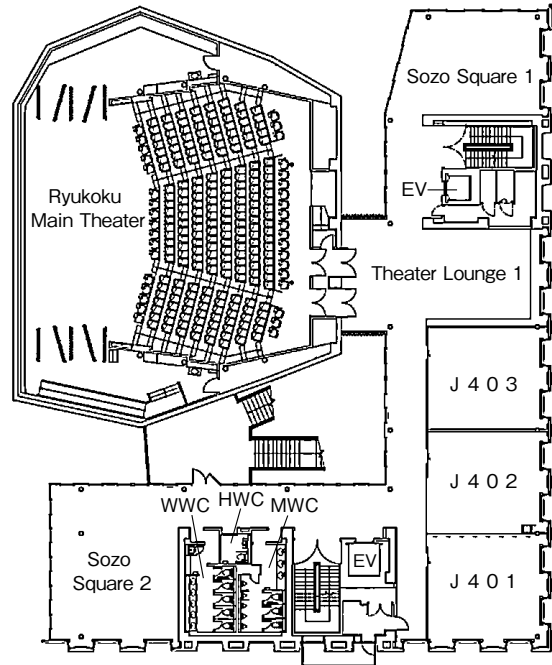 Sozo Square 1
EV
Ryukoku
Main Theater
Theater Lounge 1
J 4 0 3
J 4 0 2
WWC
HWC
MWC
Sozo
Square 2
EV
J 4 0 1